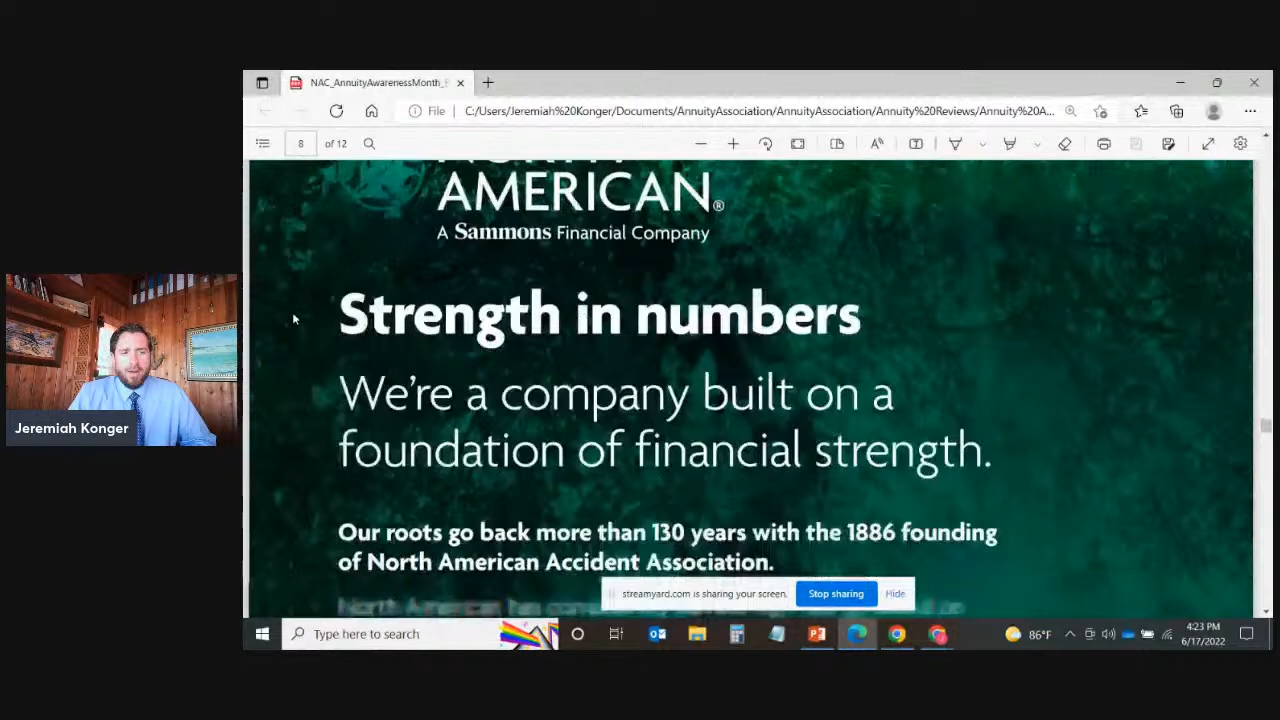 NAC_AnnuityAwarenessMonth_
File
C:/Users/Jeremiah%20Konger/Documents/AnnuityAssociation/AnnuityAssociation/Annuity%20Reviews/Annuity%20A...
8 of 12
AMERICAN®
A Sammons Financial Company
Strength in numbers
We're a company built on a
foundation of financial strength.
Our roots go back more than 130 years with the 1886 founding
of North American Accident Association.
Jeremiah Konger
streamyard.com is sharing your screen.
Stop sharing
Hide
Type here to search
86°F
4:23 PM
6/17/2022